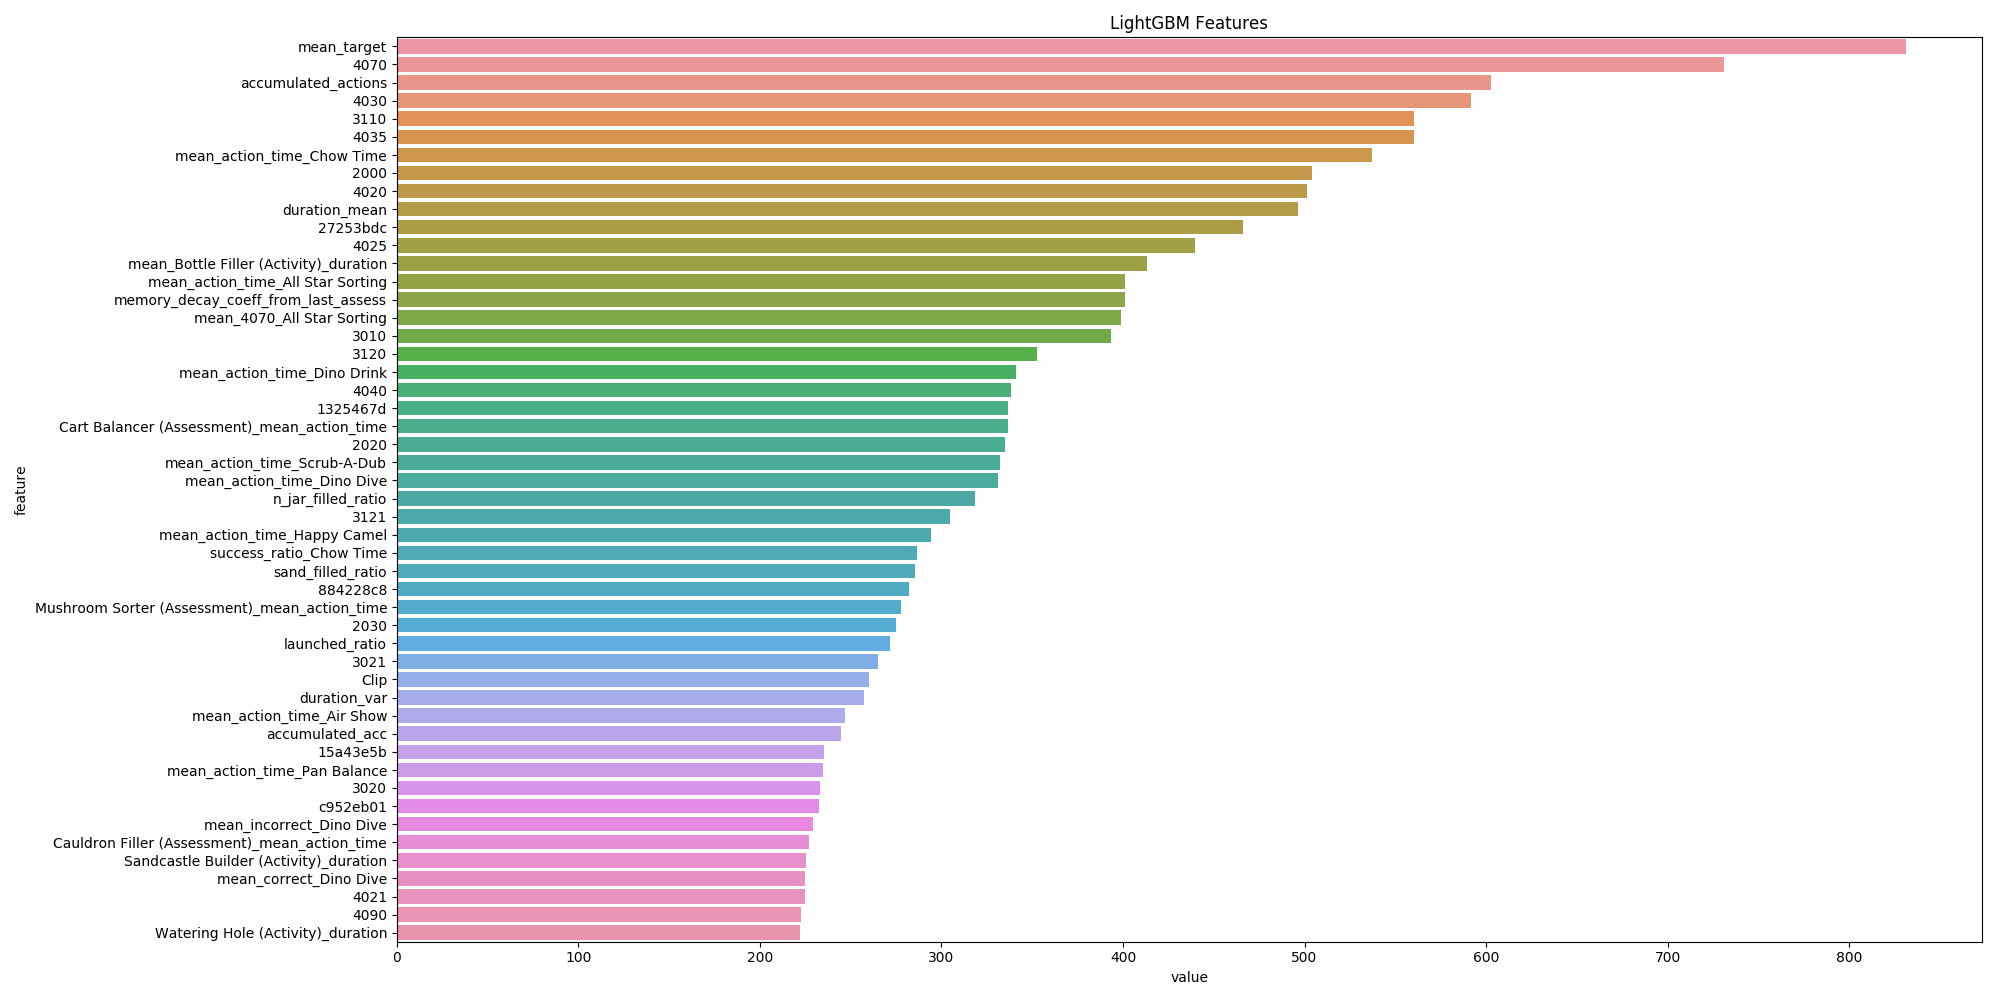 LightGBM Features
mean_target
4070
accumulated_actions
4030
3110
4035
mean_action_time_Chow Time
2000
4020
duration_mean
27253bdc
4025
mean_Bottle Filler (Activity)_duration
mean_action_time_All Star Sorting
memory_decay_coeff_from_last_assess
mean_4070_All Star Sorting
3010
3120
mean_action_time_Dino Drink
4040
1325467d
Cart Balancer (Assessment)_mean_action_time
2020
mean_action_time_Scrub-A-Dub
mean_action_time_Dino Dive
n_jar_filled_ratio
3121
mean_action_time_Happy Camel
success_ratio_Chow Time
sand_filled_ratio
884228c8
Mushroom Sorter (Assessment)_mean_action_time
2030
launched_ratio
3021
Clip
duration_var
mean_action_time_Air Show
accumulated_acc
15a43e5b
mean_action_time_Pan Balance
3020
c952eb01
mean_incorrect_Dino Dive
Cauldron Filler (Assessment)_mean_action_time
Sandcastle Builder (Activity)_duration
mean_correct_Dino Dive
4021
4090
Watering Hole (Activity)_duration
feature
0 100 200 300 400 500 600 700 800
value